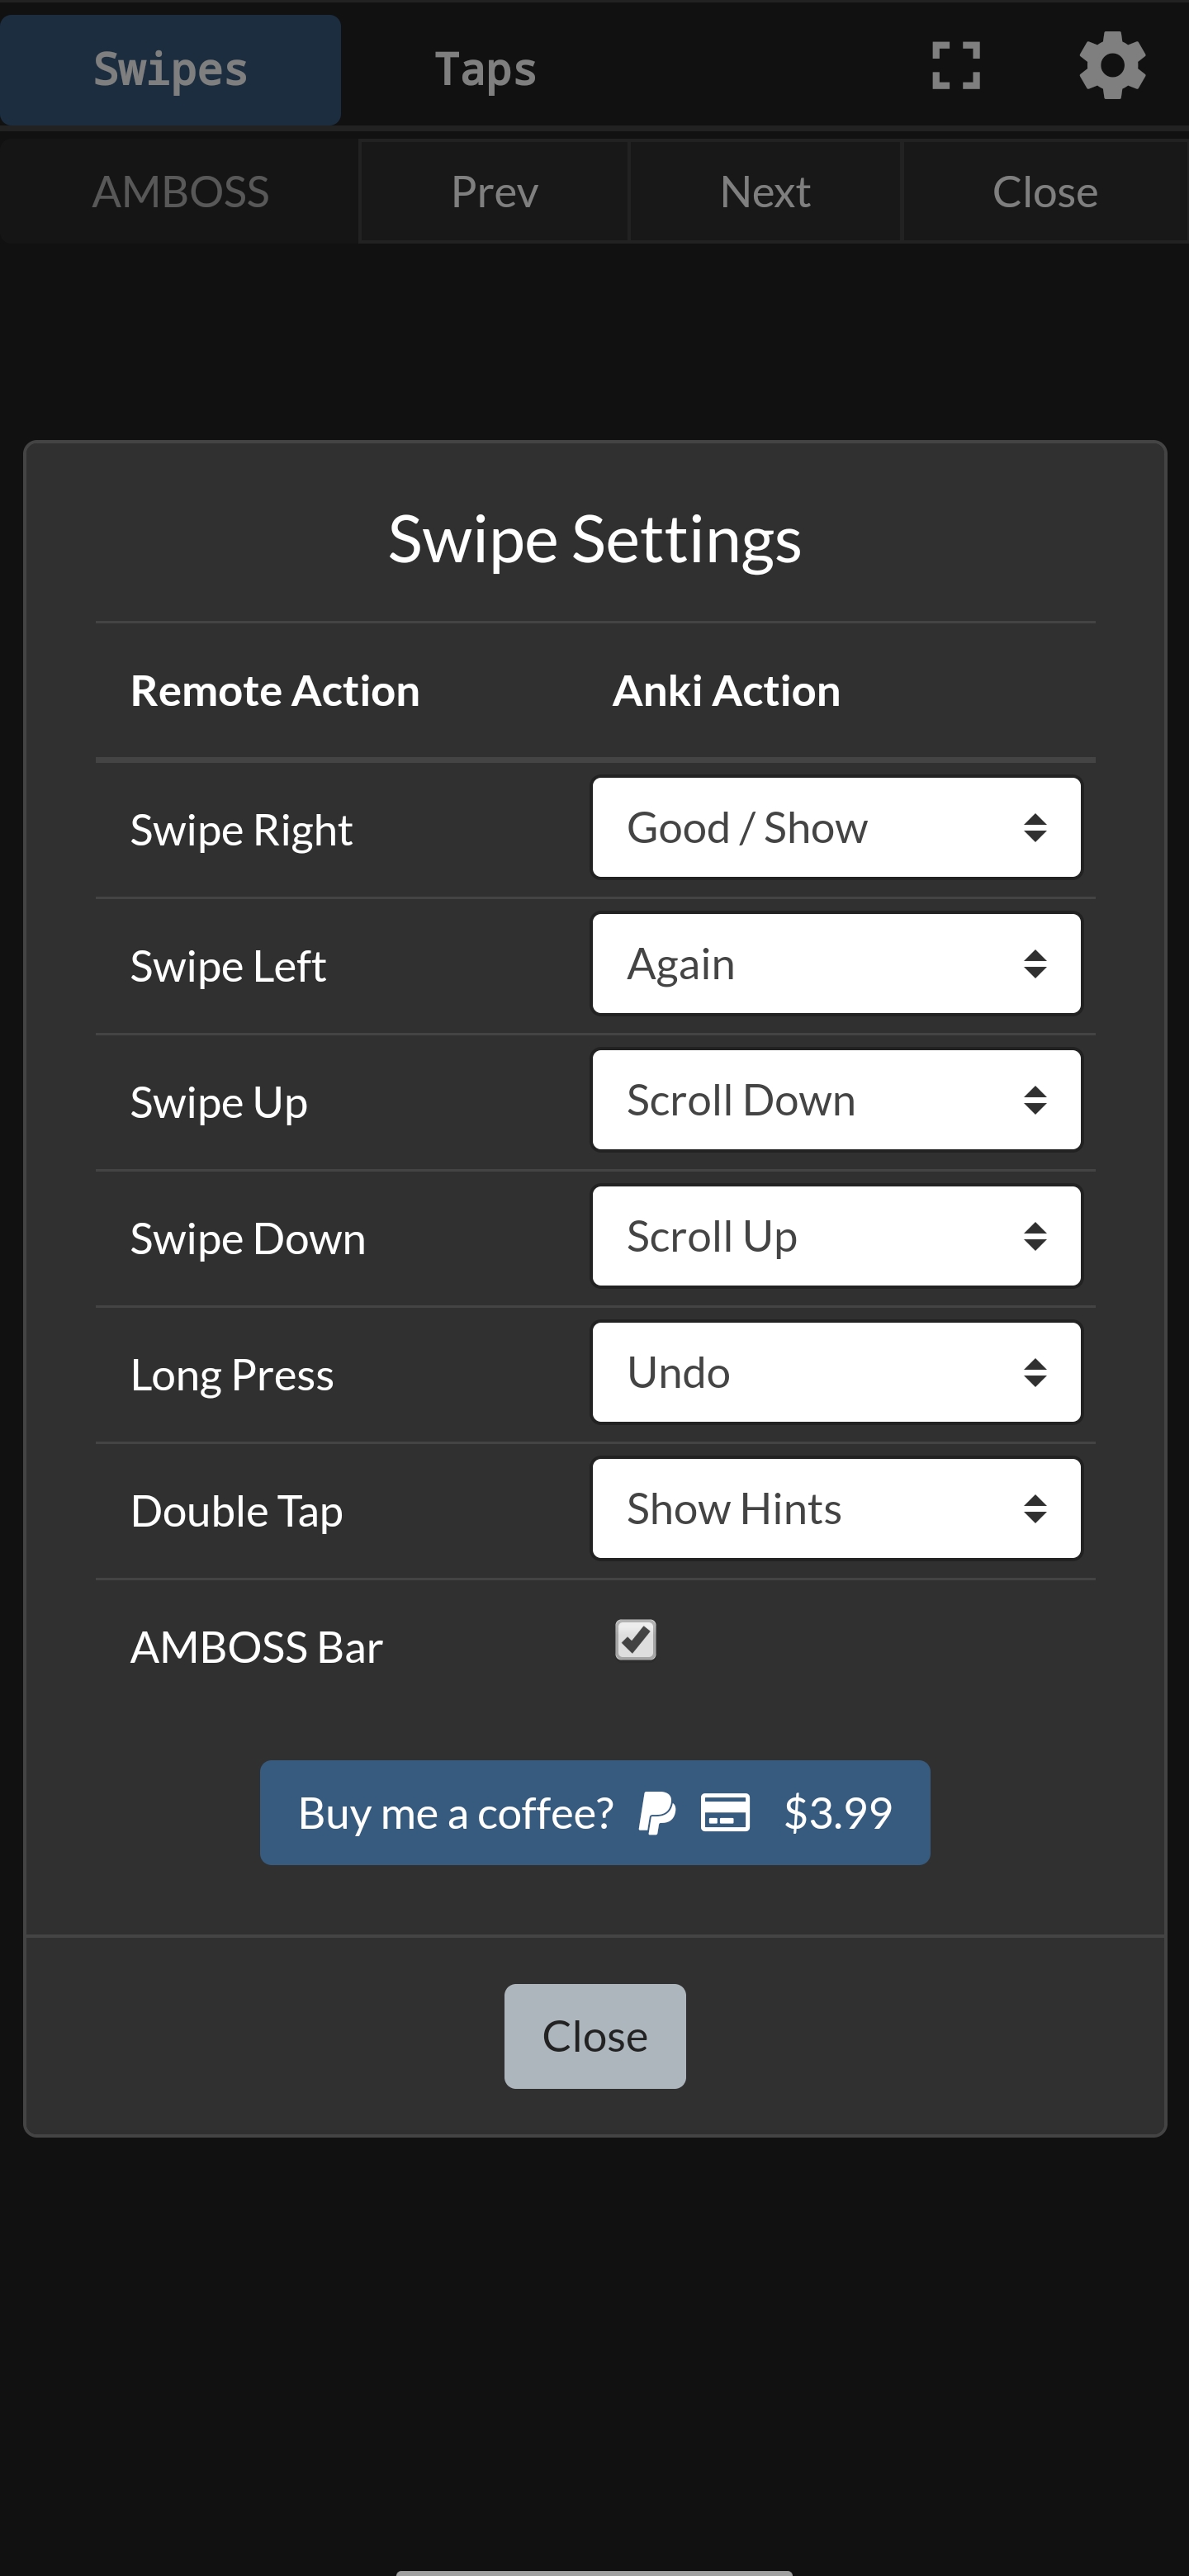 Swipes Taps
AMBOSS Prev Next Close
Swipe Settings
Remote Action Anki Action
Swipe Right Good / Show
Swipe Left Again
Swipe Up Scroll Down
Swipe Down Scroll Up
Long Press Undo
Double Tap Show Hints
AMBOSS Bar
Buy me a coffee? $3.99
Close